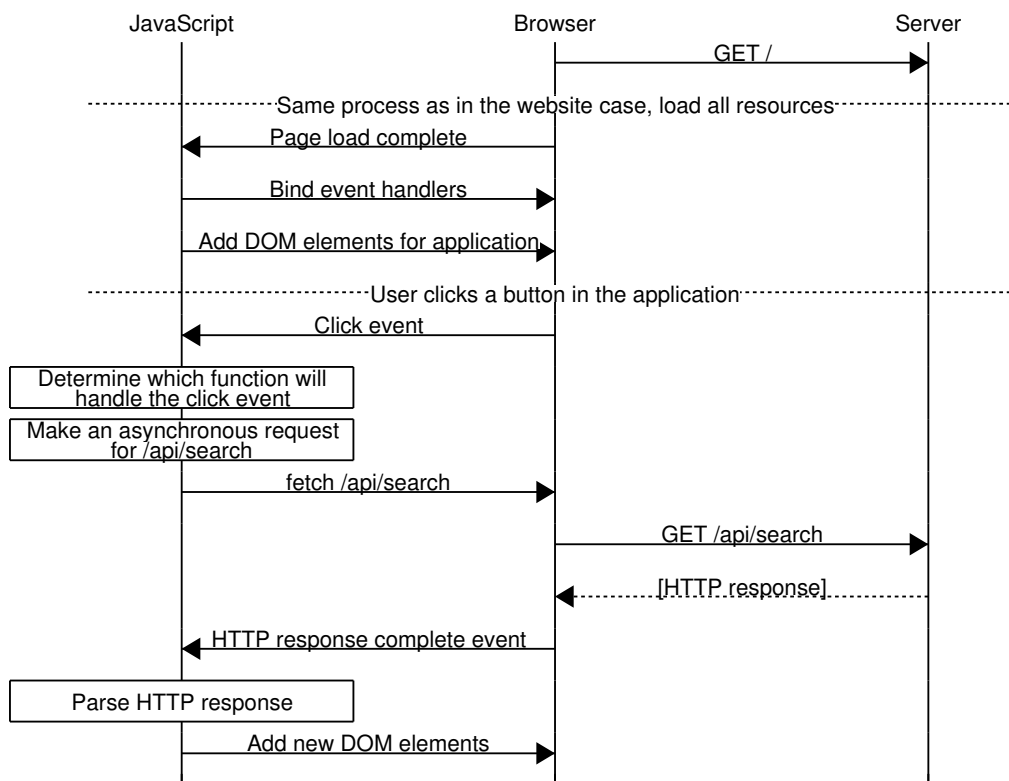 JavaScript Browser Server
GET /
Same process as in the website case, load all resources
Page load complete
Bind event handlers
Add DOM elements for application
User clicks a button in the application
Click event
Determine which function will
handle the click event
Make an asynchronous request
for /api/search
fetch /api/search
GET /api/search
[HTTP response]
HTTP response complete event
Parse HTTP response
Add new DOM elements